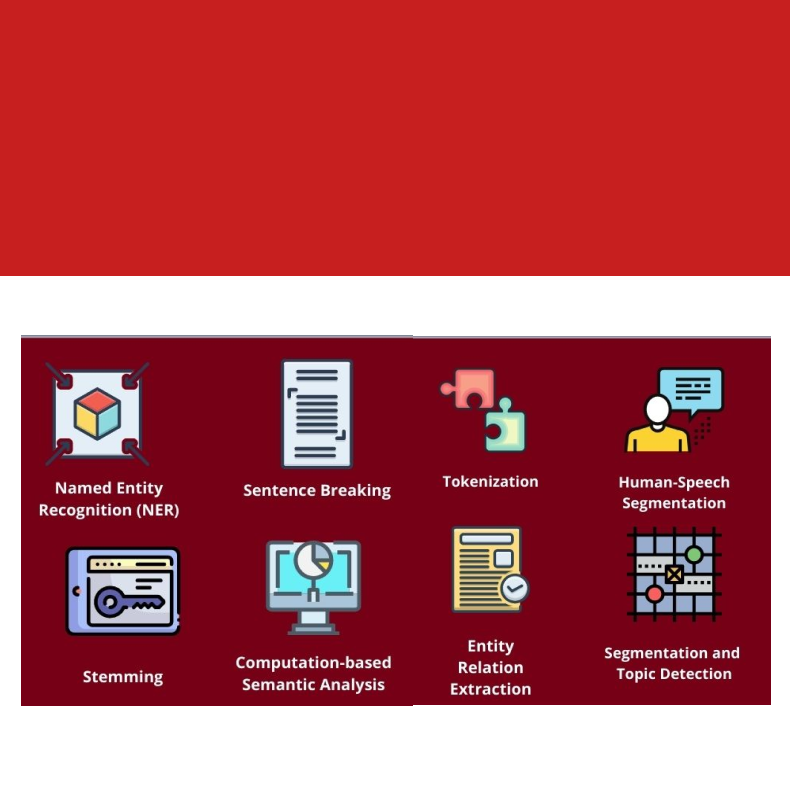 Named Entity
Recognition (NER)
Sentence Breaking
Tokenization
Human-Speech
Segmentation
Stemming
Computation-based
Semantic Analysis
Entity
Relation
Extraction
Segmentation and
Topic Detection